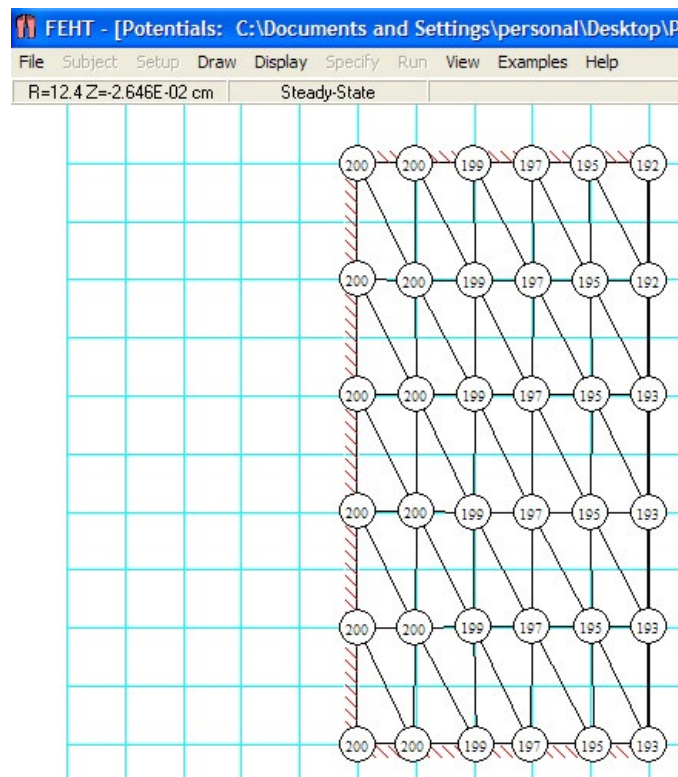 FEHT - [Potentials: C:\Documents and Settings\personal\Desktop\P
File Subject Setup Draw Display Specify Run View Examples Help
R=12.4 Z=-2.646E-02 cm Steady-State
200 200 199 197 195 192
200 200 199 197 195 192
200 200 199 197 195 193
200 200 199 197 195 193
200 200 199 197 195 193
200 200 199 197 195 193